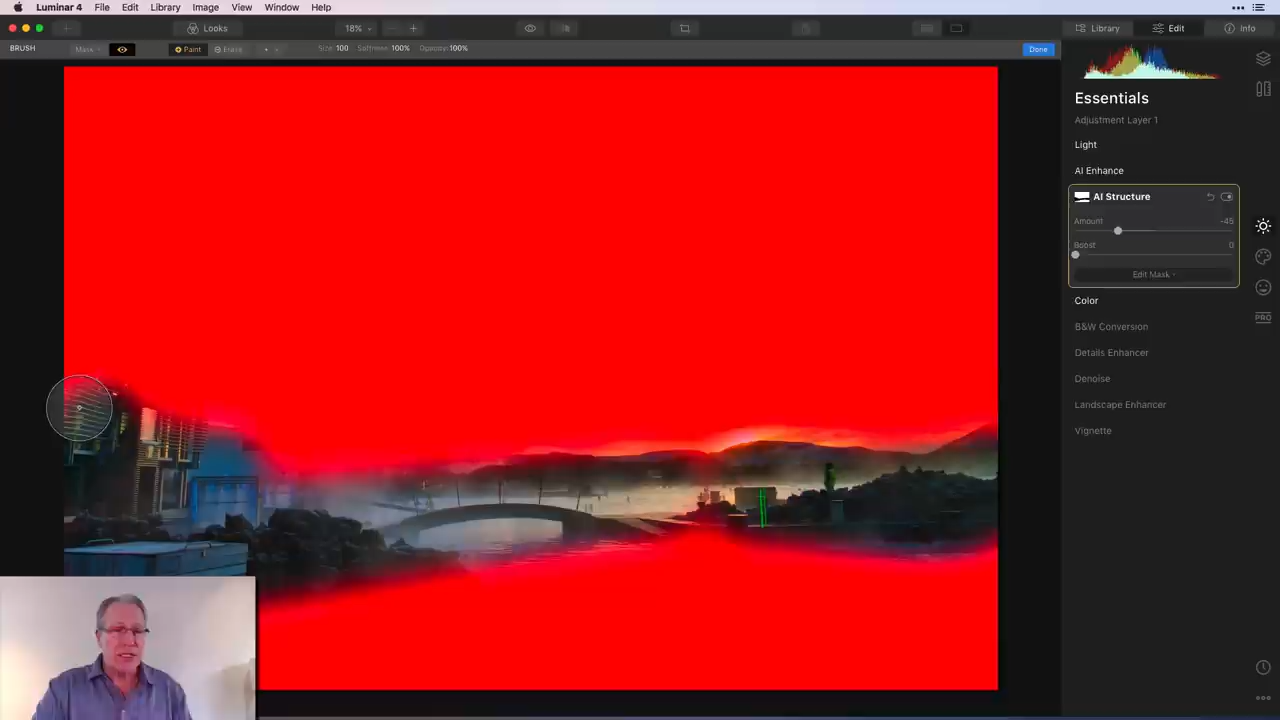 Luminar 4 File Edit Library Image View Window Help
Looks 18% Library Edit Info
BRUSH Mask Paint Erase Size 100 Softness 100% Opacity 100% Done
Essentials
Adjustment Layer 1
Light
AI Enhance
AI Structure
Amount -45
Boost 0
Edit Mask
Color
B&W Conversion
Details Enhancer
Denoise
Landscape Enhancer
Vignette
PRO